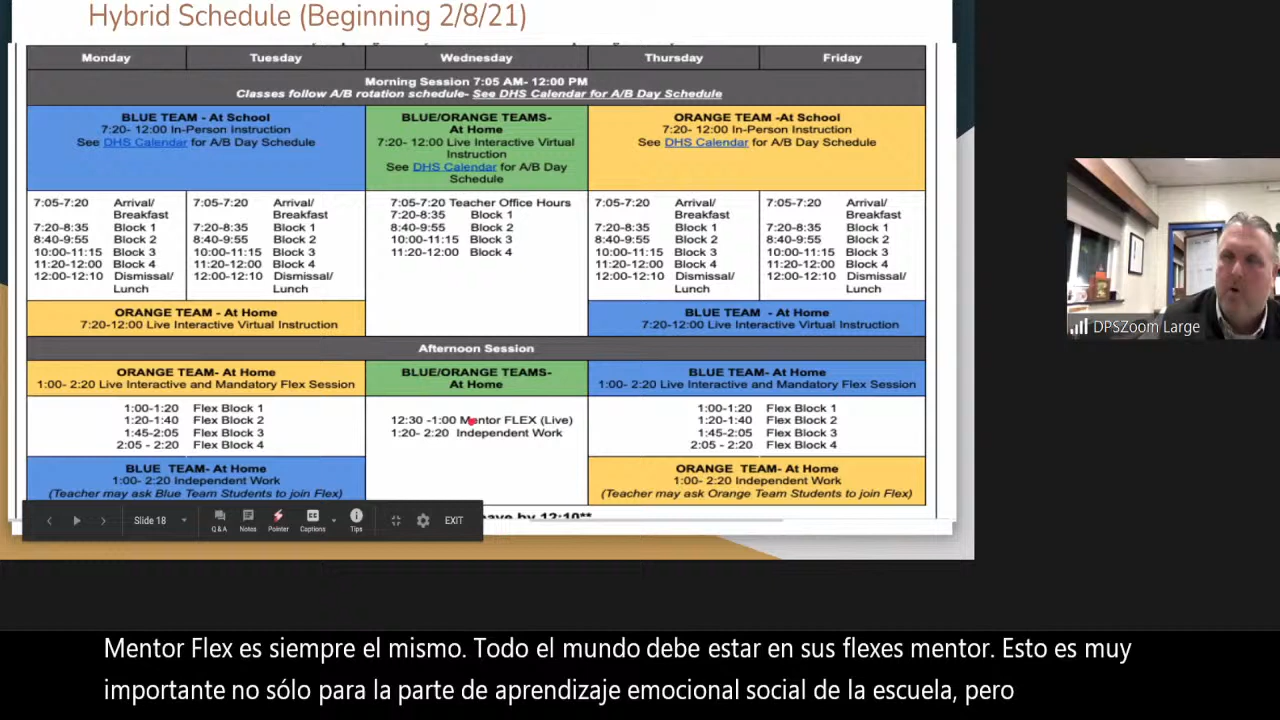 Hybrid Schedule (Beginning 2/8/21)
Monday Tuesday Wednesday Thursday Friday
Morning Session 7:05 AM- 12:00 PM
Classes follow A/B rotation schedule- See DHS Calendar for A/B Day Schedule
BLUE TEAM - At School
7:20- 12:00 In-Person Instruction
See DHS Calendar for A/B Day Schedule
BLUE/ORANGE TEAMS-
At Home
7:20- 12:00 Live Interactive Virtual
Instruction
See DHS Calendar for A/B Day
Schedule
ORANGE TEAM -At School
7:20- 12:00 In-Person Instruction
See DHS Calendar for A/B Day Schedule
7:05-7:20 Arrival/
Breakfast
7:20-8:35 Block 1
8:40-9:55 Block 2
10:00-11:15 Block 3
11:20-12:00 Block 4
12:00-12:10 Dismissal/
Lunch
7:05-7:20 Arrival/
Breakfast
7:20-8:35 Block 1
8:40-9:55 Block 2
10:00-11:15 Block 3
11:20-12:00 Block 4
12:00-12:10 Dismissal/
Lunch
7:05-7:20 Teacher Office Hours
7:20-8:35 Block 1
8:40-9:55 Block 2
10:00-11:15 Block 3
11:20-12:00 Block 4
7:05-7:20 Arrival/
Breakfast
7:20-8:35 Block 1
8:40-9:55 Block 2
10:00-11:15 Block 3
11:20-12:00 Block 4
12:00-12:10 Dismissal/
Lunch
7:05-7:20 Arrival/
Breakfast
7:20-8:35 Block 1
8:40-9:55 Block 2
10:00-11:15 Block 3
11:20-12:00 Block 4
12:00-12:10 Dismissal/
Lunch
ORANGE TEAM - At Home
7:20-12:00 Live Interactive Virtual Instruction
BLUE TEAM - At Home
7:20-12:00 Live Interactive Virtual Instruction
Afternoon Session
ORANGE TEAM- At Home
1:00- 2:20 Live Interactive and Mandatory Flex Session
BLUE/ORANGE TEAMS-
At Home
BLUE TEAM- At Home
1:00- 2:20 Live Interactive and Mandatory Flex Session
1:00-1:20 Flex Block 1
1:20-1:40 Flex Block 2
1:45-2:05 Flex Block 3
2:05 - 2:20 Flex Block 4
12:30 -1:00 Mentor FLEX (Live)
1:20- 2:20 Independent Work
1:00-1:20 Flex Block 1
1:20-1:40 Flex Block 2
1:45-2:05 Flex Block 3
2:05 - 2:20 Flex Block 4
BLUE TEAM- At Home
1:00- 2:20 Independent Work
(Teacher may ask Blue Team Students to join Flex)
ORANGE TEAM- At Home
1:00- 2:20 Independent Work
(Teacher may ask Orange Team Students to join Flex)
by 12:10**
Slide 18 Q&A Notes Pointer Captions Tips EXIT
DPSZoom Large
Mentor Flex es siempre el mismo. Todo el mundo debe estar en sus flexes mentor. Esto es muy
importante no sólo para la parte de aprendizaje emocional social de la escuela, pero